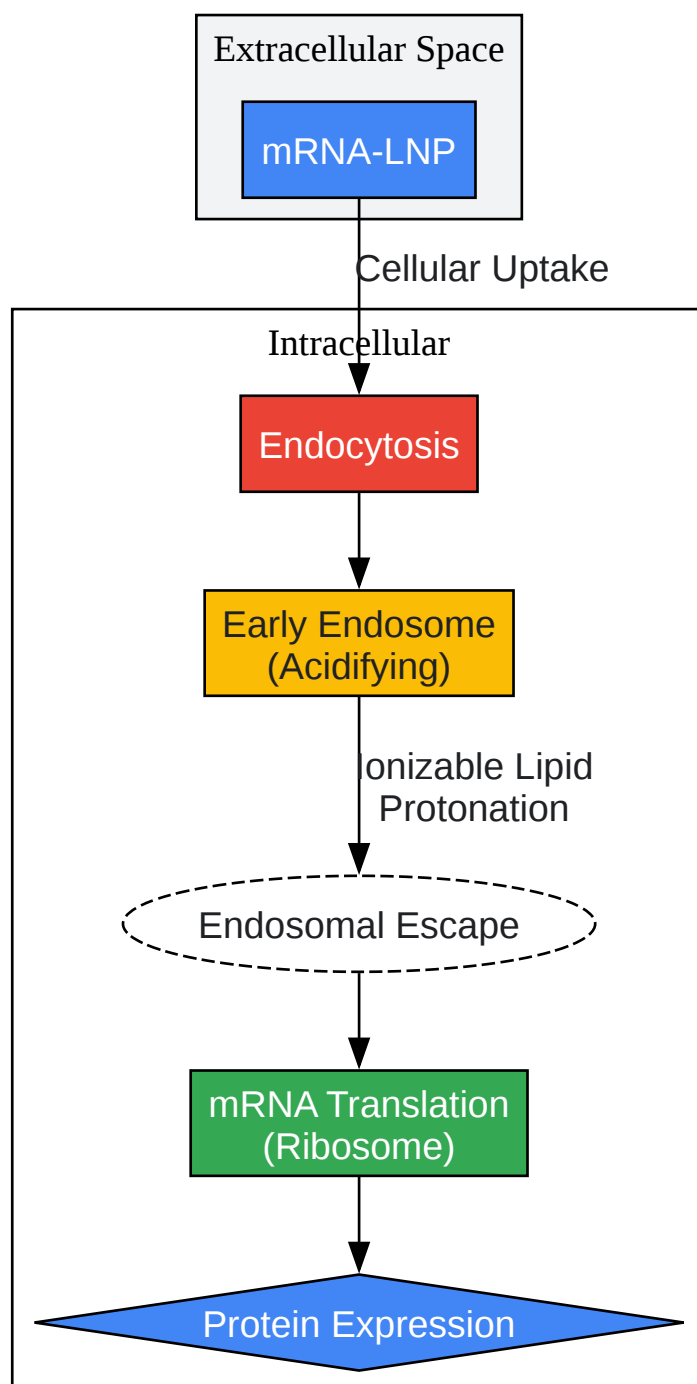 Extracellular Space
mRNA-LNP
Cellular Uptake
Intracellular
Endocytosis
Early Endosome
(Acidifying)
Ionizable Lipid
Protonation
Endosomal Escape
mRNA Translation
(Ribosome)
Protein Expression